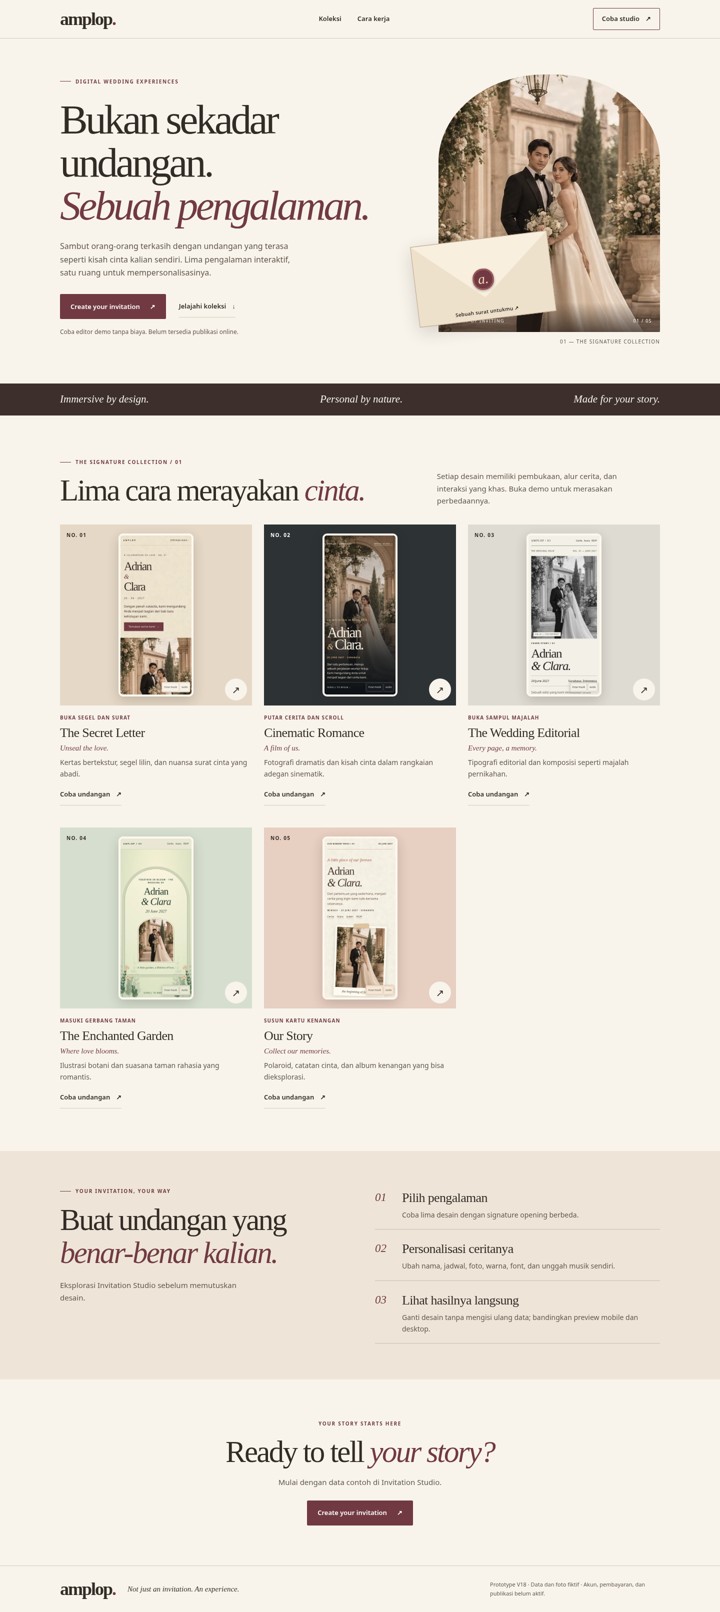 amplop.
Koleksi
Cara kerja
Coba studio ↗
DIGITAL WEDDING EXPERIENCES
Bukan sekadar
undangan.
Sebuah pengalaman.
Sambut orang-orang terkasih dengan undangan yang terasa
seperti kisah cinta kalian sendiri. Lima pengalaman interaktif,
satu ruang untuk mempersonalisasinya.
Create your invitation ↗
Jelajahi koleksi ↓
Coba editor demo tanpa biaya. Belum tersedia publikasi online.
a.
Sebuah surat untukmu ↗
INVITING
01 / 05
01 — THE SIGNATURE COLLECTION
Immersive by design.
Personal by nature.
Made for your story.
THE SIGNATURE COLLECTION / 01
Lima cara merayakan cinta.
Setiap desain memiliki pembukaan, alur cerita, dan
interaksi yang khas. Buka demo untuk merasakan
perbedaannya.
NO. 01
Adrian
&
Clara
↗
BUKA SEGEL DAN SURAT
The Secret Letter
Unseal the love.
Kertas bertekstur, segel lilin, dan nuansa surat cinta yang
abadi.
Coba undangan ↗
NO. 02
Adrian
& Clara.
↗
PUTAR CERITA DAN SCROLL
Cinematic Romance
A film of us.
Fotografi dramatis dan kisah cinta dalam rangkaian
adegan sinematik.
Coba undangan ↗
NO. 03
Adrian
& Clara.
↗
BUKA SAMPUL MAJALAH
The Wedding Editorial
Every page, a memory.
Tipografi editorial dan komposisi seperti majalah
pernikahan.
Coba undangan ↗
NO. 04
Adrian
& Clara
↗
MASUKI GERBANG TAMAN
The Enchanted Garden
Where love blooms.
Ilustrasi botani dan suasana taman rahasia yang
romantis.
Coba undangan ↗
NO. 05
Adrian
& Clara.
↗
SUSUN KARTU KENANGAN
Our Story
Collect our memories.
Polaroid, catatan cinta, dan album kenangan yang bisa
dieksplorasi.
Coba undangan ↗
YOUR INVITATION, YOUR WAY
Buat undangan yang
benar-benar kalian.
Eksplorasi Invitation Studio sebelum memutuskan
desain.
01 Pilih pengalaman
Coba lima desain dengan signature opening berbeda.
02 Personalisasi ceritanya
Ubah nama, jadwal, foto, warna, font, dan unggah musik sendiri.
03 Lihat hasilnya langsung
Ganti desain tanpa mengisi ulang data; bandingkan preview mobile dan
desktop.
YOUR STORY STARTS HERE
Ready to tell your story?
Mulai dengan data contoh di Invitation Studio.
Create your invitation ↗
amplop.
Not just an invitation. An experience.
Prototype V18 · Data dan foto fiktif · Akun, pembayaran, dan
publikasi belum aktif.